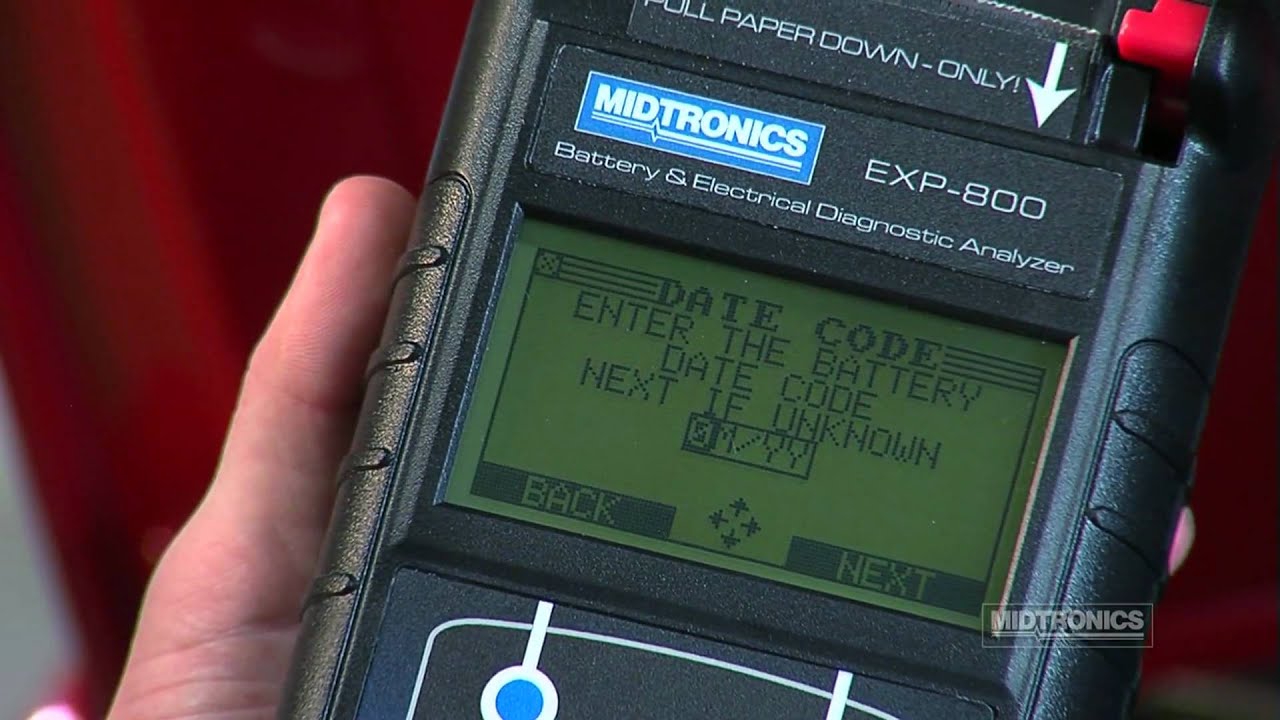 PULL PAPER DOWN - ONLY!
MIDTRONICS
EXP-800
Battery & Electrical Diagnostic Analyzer
DATE CODE
ENTER THE BATTERY
DATE CODE
NEXT IF UNKNOWN
M/YY
BACK
NEXT
MIDTRONICS